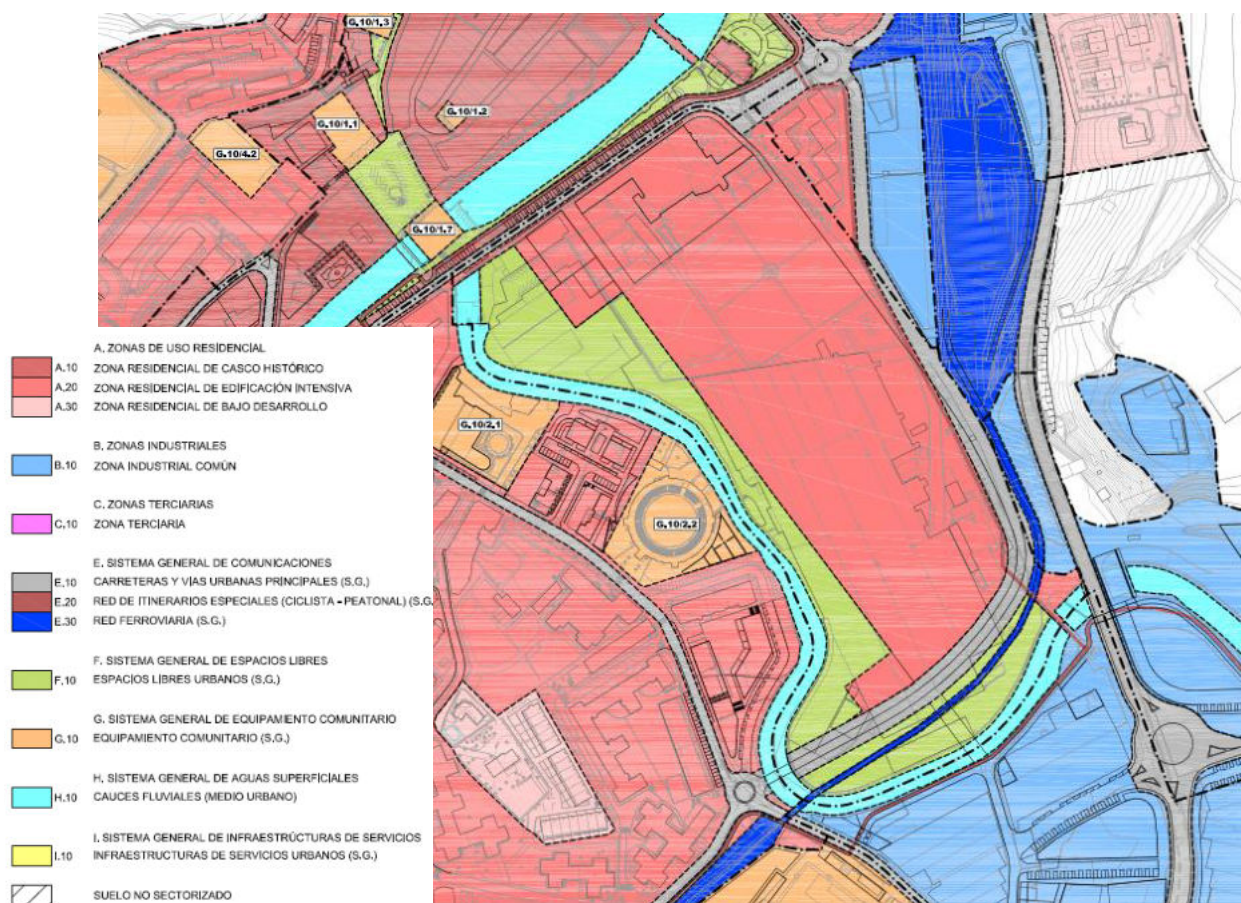 G.10/1.3
G.10/1.2
G.10/1.1
G.10/4.2
G.10/1.7
G.10/2.1
G.10/2.2
A. ZONAS DE USO RESIDENCIAL
A.10 ZONA RESIDENCIAL DE CASCO HISTÓRICO
A.20 ZONA RESIDENCIAL DE EDIFICACIÓN INTENSIVA
A.30 ZONA RESIDENCIAL DE BAJO DESARROLLO
B. ZONAS INDUSTRIALES
B.10 ZONA INDUSTRIAL COMÚN
C. ZONAS TERCIARIAS
C.10 ZONA TERCIARIA
E. SISTEMA GENERAL DE COMUNICACIONES
E.10 CARRETERAS Y VÍAS URBANAS PRINCIPALES (S.G.)
E.20 RED DE ITINERARIOS ESPECIALES (CICLISTA - PEATONAL) (S.G.
E.30 RED FERROVIARIA (S.G.)
F. SISTEMA GENERAL DE ESPACIOS LIBRES
F.10 ESPACIOS LIBRES URBANOS (S.G.)
G. SISTEMA GENERAL DE EQUIPAMIENTO COMUNITARIO
G.10 EQUIPAMIENTO COMUNITARIO (S.G.)
H. SISTEMA GENERAL DE AGUAS SUPERFICIALES
H.10 CAUCES FLUVIALES (MEDIO URBANO)
I. SISTEMA GENERAL DE INFRAESTRÚCTURAS DE SERVICIOS
I.10 INFRAESTRUCTURAS DE SERVICIOS URBANOS (S.G.)
SUELO NO SECTORIZADO